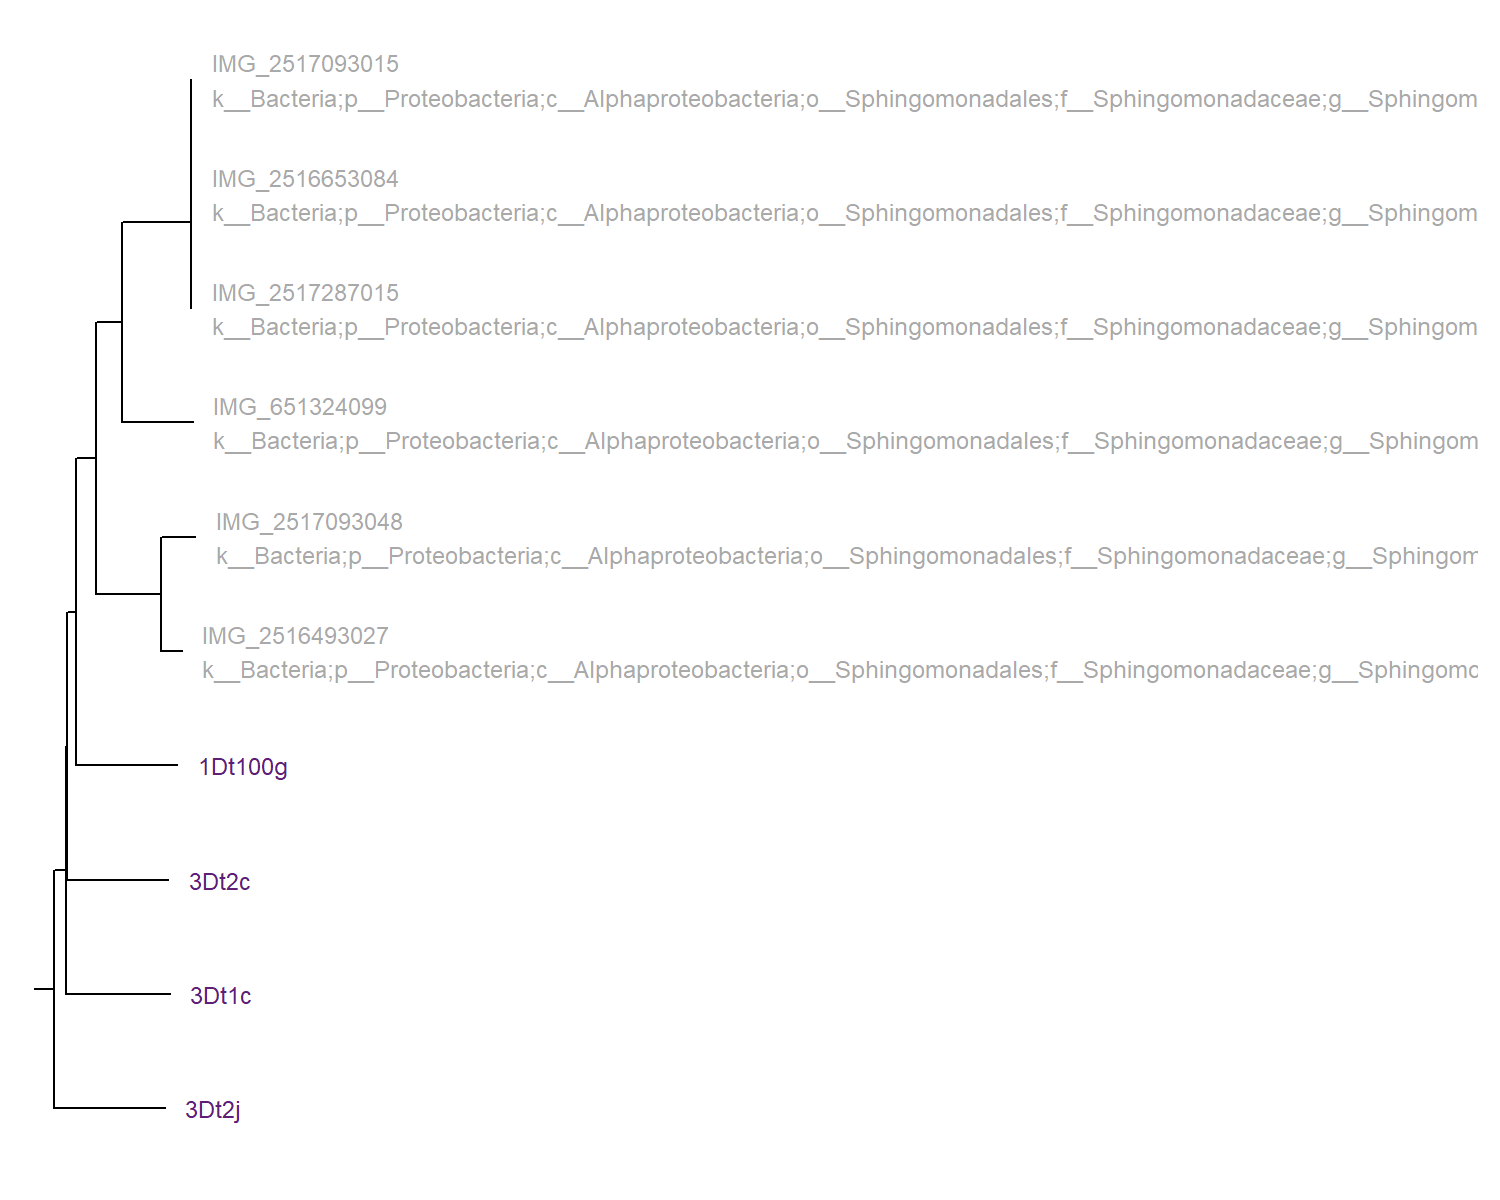 IMG_2517093015
k__Bacteria;p__Proteobacteria;c__Alphaproteobacteria;o__Sphingomonadales;f__Sphingomonadaceae;g__Sphingom
IMG_2516653084
k__Bacteria;p__Proteobacteria;c__Alphaproteobacteria;o__Sphingomonadales;f__Sphingomonadaceae;g__Sphingom
IMG_2517287015
k__Bacteria;p__Proteobacteria;c__Alphaproteobacteria;o__Sphingomonadales;f__Sphingomonadaceae;g__Sphingom
IMG_651324099
k__Bacteria;p__Proteobacteria;c__Alphaproteobacteria;o__Sphingomonadales;f__Sphingomonadaceae;g__Sphingom
IMG_2517093048
k__Bacteria;p__Proteobacteria;c__Alphaproteobacteria;o__Sphingomonadales;f__Sphingomonadaceae;g__Sphingom
IMG_2516493027
k__Bacteria;p__Proteobacteria;c__Alphaproteobacteria;o__Sphingomonadales;f__Sphingomonadaceae;g__Sphingomo
1Dt100g
3Dt2c
3Dt1c
3Dt2j